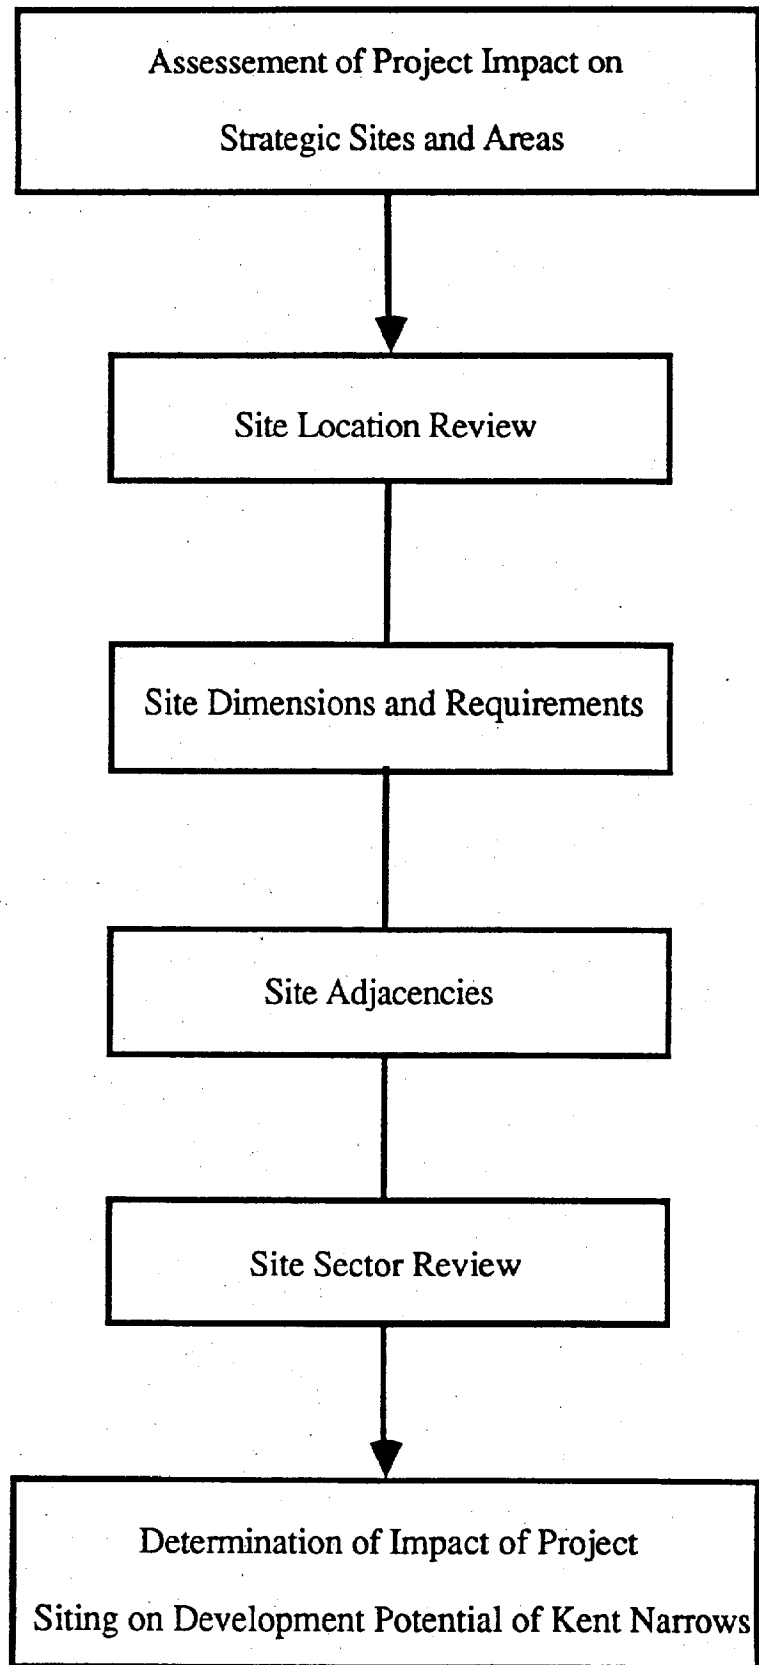 Assessement of Project Impact on
Strategic Sites and Areas
Site Location Review
Site Dimensions and Requirements
Site Adjacencies
Site Sector Review
Determination of Impact of Project
Siting on Development Potential of Kent Narrows